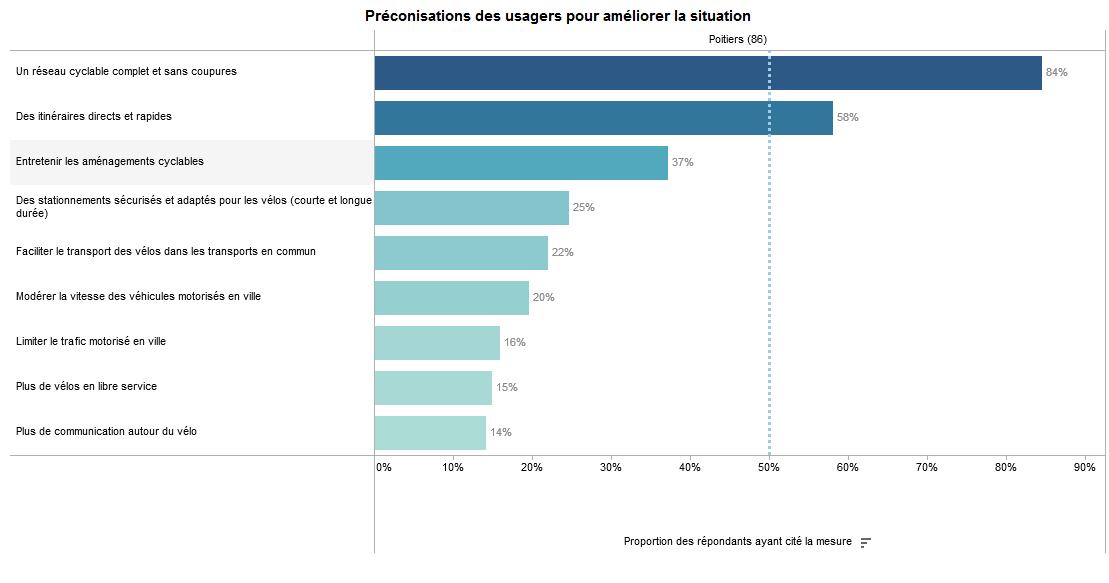 Préconisations des usagers pour améliorer la situation
Poitiers (86)
Un réseau cyclable complet et sans coupures
84%
Des itinéraires directs et rapides
58%
Entretenir les aménagements cyclables
37%
Des stationnements sécurisés et adaptés pour les vélos (courte et longue
durée)
25%
Faciliter le transport des vélos dans les transports en commun
22%
Modérer la vitesse des véhicules motorisés en ville
20%
Limiter le trafic motorisé en ville
16%
Plus de vélos en libre service
15%
Plus de communication autour du vélo
14%
0% 10% 20% 30% 40% 50% 60% 70% 80% 90%
Proportion des répondants ayant cité la mesure